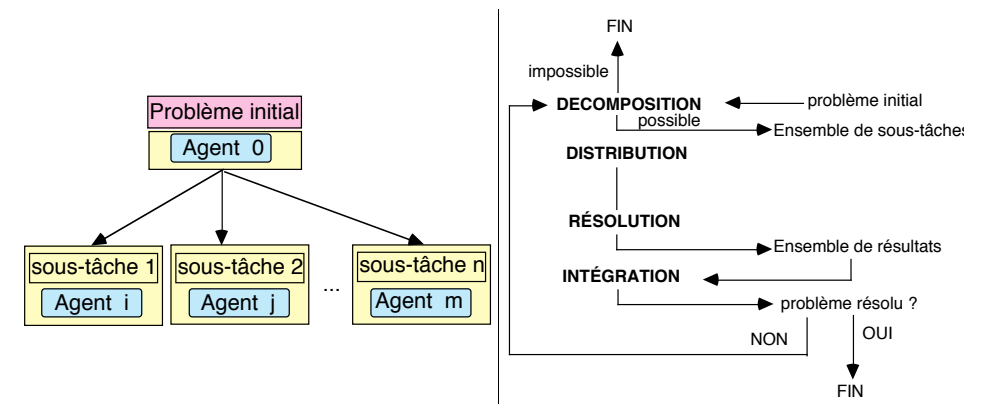 Problème initial
Agent 0
sous-tâche 1
Agent i
sous-tâche 2
Agent j
...
sous-tâche n
Agent m
FIN
impossible
DECOMPOSITION
problème initial
possible
Ensemble de sous-tâches
DISTRIBUTION
RÉSOLUTION
Ensemble de résultats
INTÉGRATION
problème résolu ?
NON
OUI
FIN